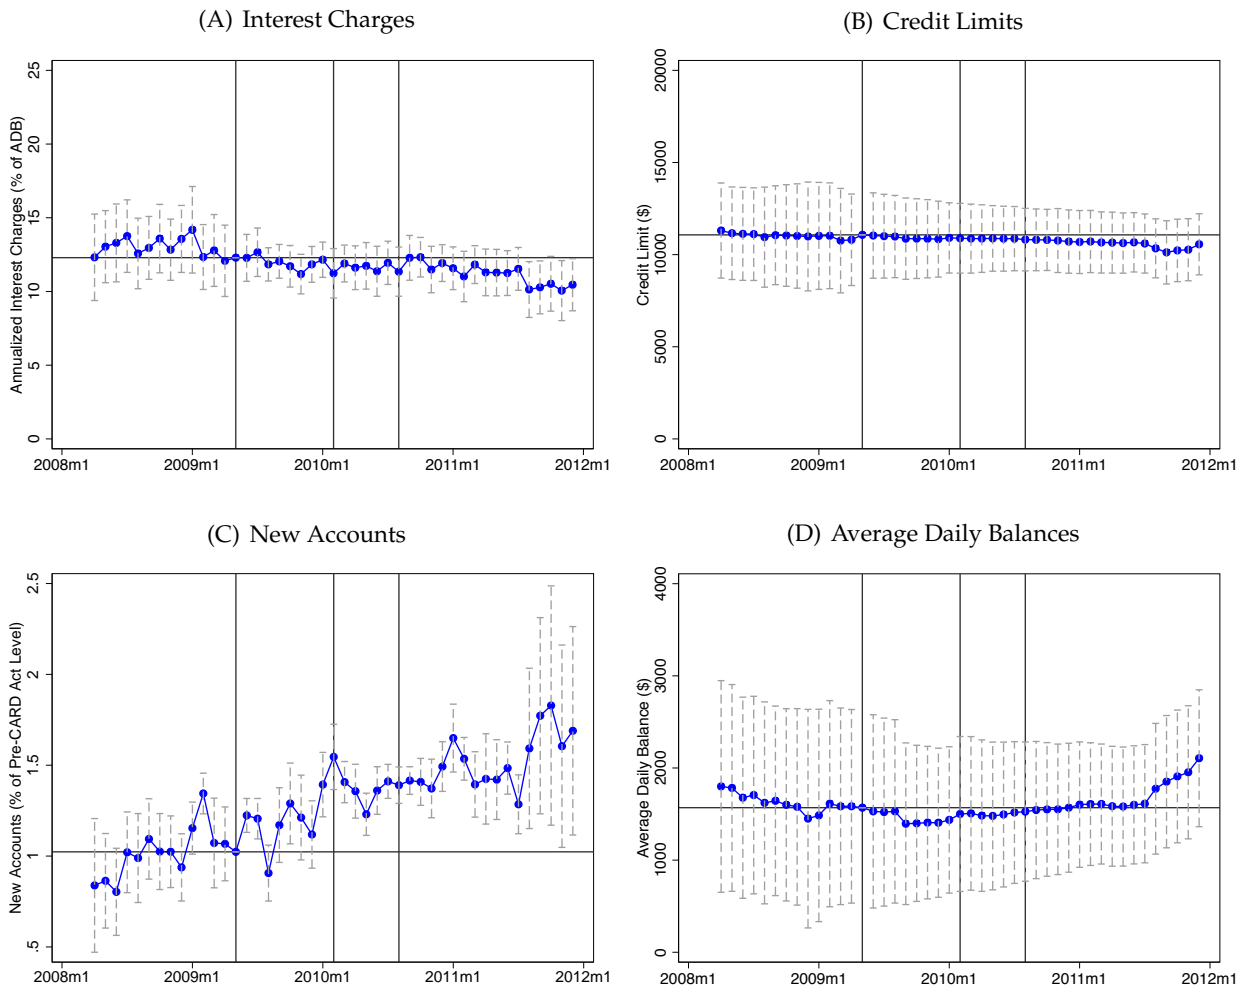 (A) Interest Charges
(B) Credit Limits
Annualized Interest Charges (% of ADB)
25
20
15
10
5
0
2008m1 2009m1 2010m1 2011m1 2012m1
Credit Limit ($)
20000
15000
10000
5000
0
2008m1 2009m1 2010m1 2011m1 2012m1
(C) New Accounts
(D) Average Daily Balances
New Accounts (% of Pre-CARD Act Level)
2.5
2
1.5
1
.5
2008m1 2009m1 2010m1 2011m1 2012m1
Average Daily Balance ($)
4000
3000
2000
1000
0
2008m1 2009m1 2010m1 2011m1 2012m1